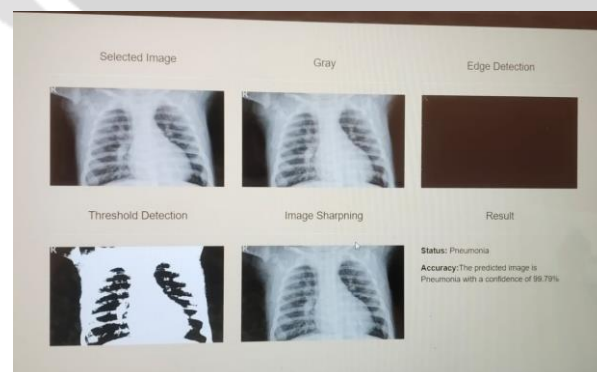 Selected Image
Gray
Edge Detection
Threshold Detection
Image Sharpning
Result
Status: Pneumonia
Accuracy:The predicted image is
Pneumonia with a confidence of 99.79%